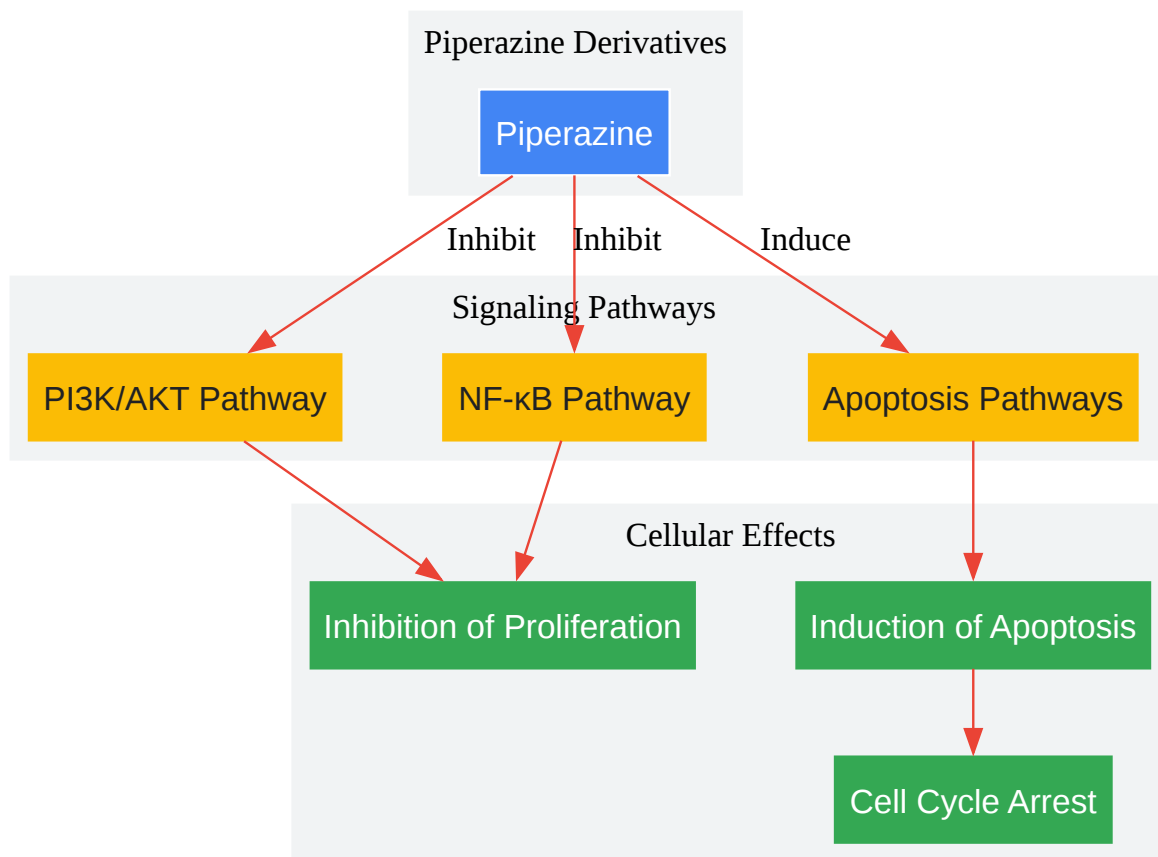 Piperazine Derivatives
Piperazine
Inhibit
Inhibit
Induce
Signaling Pathways
PI3K/AKT Pathway
NF-κB Pathway
Apoptosis Pathways
Cellular Effects
Inhibition of Proliferation
Induction of Apoptosis
Cell Cycle Arrest